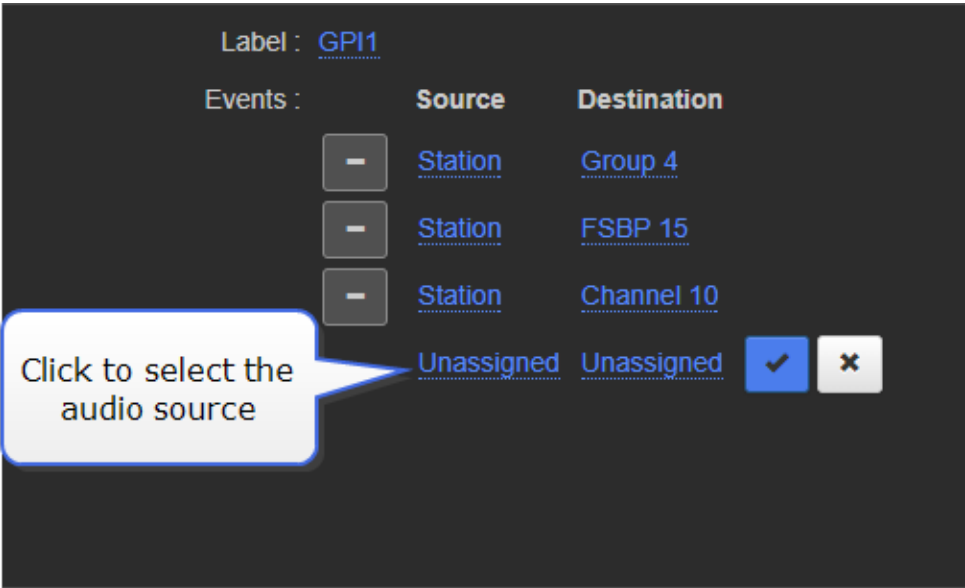 Label : GPI1
Events : Source Destination
Station Group 4
Station FSBP 15
Station Channel 10
Click to select the
audio source
Unassigned Unassigned